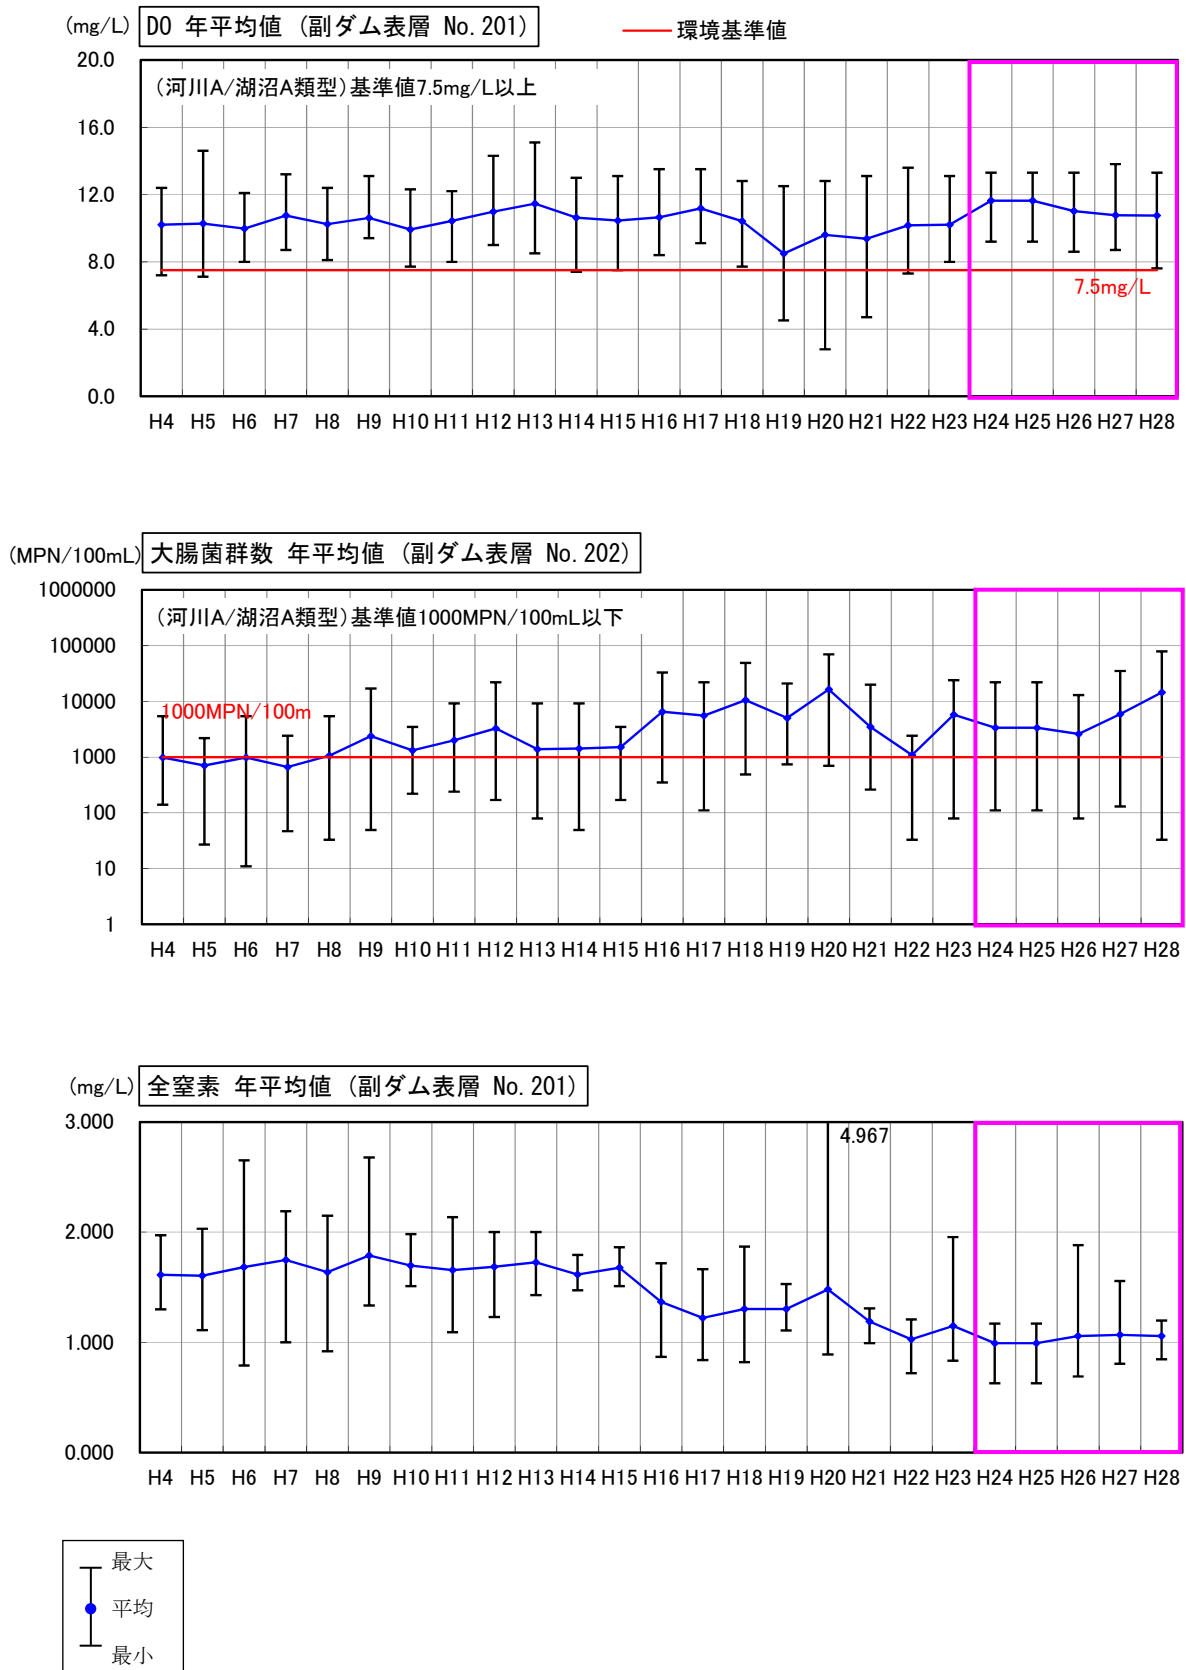 (mg/L) DO 年平均値 (副ダム表層 No.201) 環境基準値
(河川A/湖沼A類型)基準値7.5mg/L以上
20.0
16.0
12.0
8.0
4.0
0.0
7.5mg/L
H4 H5 H6 H7 H8 H9 H10 H11 H12 H13 H14 H15 H16 H17 H18 H19 H20 H21 H22 H23 H24 H25 H26 H27 H28
(MPN/100mL) 大腸菌群数 年平均値 (副ダム表層 No.202)
(河川A/湖沼A類型)基準値1000MPN/100mL以下
1000000
100000
10000
1000
100
10
1
1000MPN/100m
H4 H5 H6 H7 H8 H9 H10 H11 H12 H13 H14 H15 H16 H17 H18 H19 H20 H21 H22 H23 H24 H25 H26 H27 H28
(mg/L) 全窒素 年平均値 (副ダム表層 No.201)
3.000
2.000
1.000
0.000
4.967
H4 H5 H6 H7 H8 H9 H10 H11 H12 H13 H14 H15 H16 H17 H18 H19 H20 H21 H22 H23 H24 H25 H26 H27 H28
最大
平均
最小